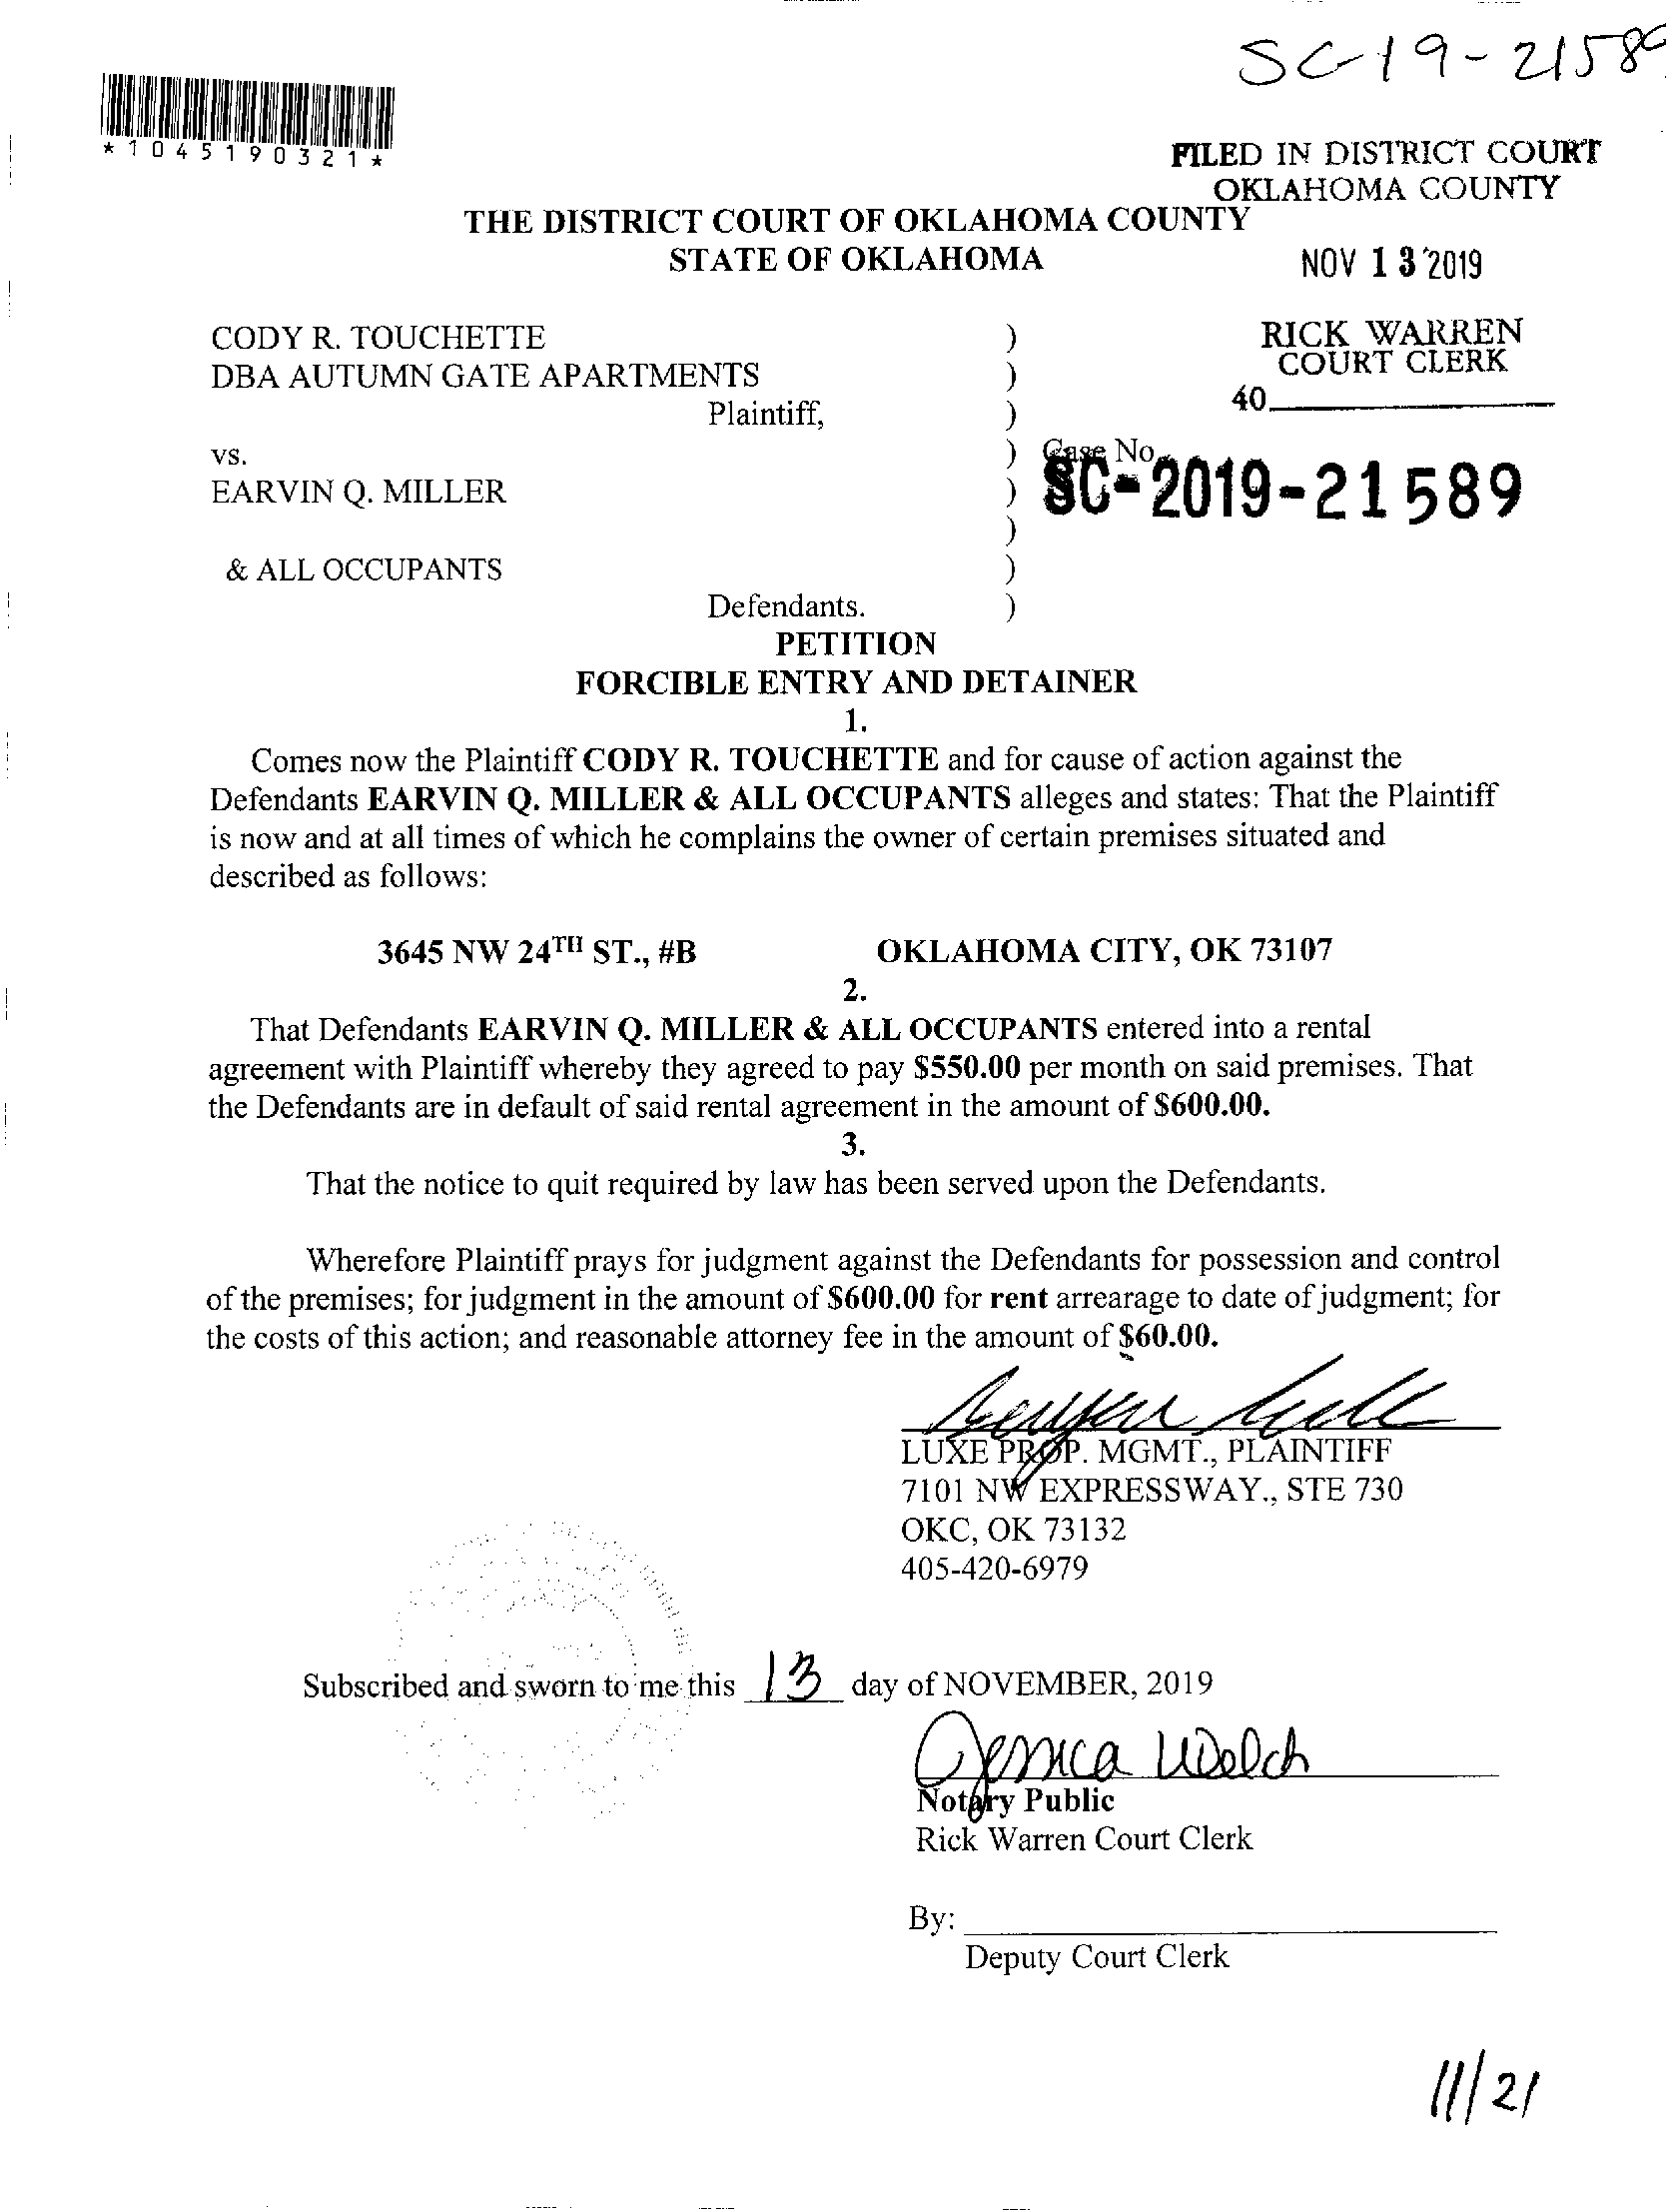 SC-19-21589
*1045190321*
FILED IN DISTRICT COURT
OKLAHOMA COUNTY
THE DISTRICT COURT OF OKLAHOMA COUNTY
STATE OF OKLAHOMA
NOV 13 2019
CODY R. TOUCHETTE )
RICK WARREN
DBA AUTUMN GATE APARTMENTS )
COURT CLERK
Plaintiff, )
40
vs. ) Case No.
EARVIN Q. MILLER ) SC-2019-21589
)
& ALL OCCUPANTS )
Defendants. )
PETITION
FORCIBLE ENTRY AND DETAINER
1.
Comes now the Plaintiff CODY R. TOUCHETTE and for cause of action against the
Defendants EARVIN Q. MILLER & ALL OCCUPANTS alleges and states: That the Plaintiff
is now and at all times of which he complains the owner of certain premises situated and
described as follows:
3645 NW 24TH ST., #B OKLAHOMA CITY, OK 73107
2.
That Defendants EARVIN Q. MILLER & ALL OCCUPANTS entered into a rental
agreement with Plaintiff whereby they agreed to pay $550.00 per month on said premises. That
the Defendants are in default of said rental agreement in the amount of $600.00.
3.
That the notice to quit required by law has been served upon the Defendants.
Wherefore Plaintiff prays for judgment against the Defendants for possession and control
of the premises; for judgment in the amount of $600.00 for rent arrearage to date of judgment; for
the costs of this action; and reasonable attorney fee in the amount of $60.00.
LUXE PROP. MGMT., PLAINTIFF
7101 NW EXPRESSWAY., STE 730
OKC, OK 73132
405-420-6979
Subscribed and sworn to me this 13 day of NOVEMBER, 2019
Jessica Welch
Notary Public
Rick Warren Court Clerk
By:
Deputy Court Clerk
11/21